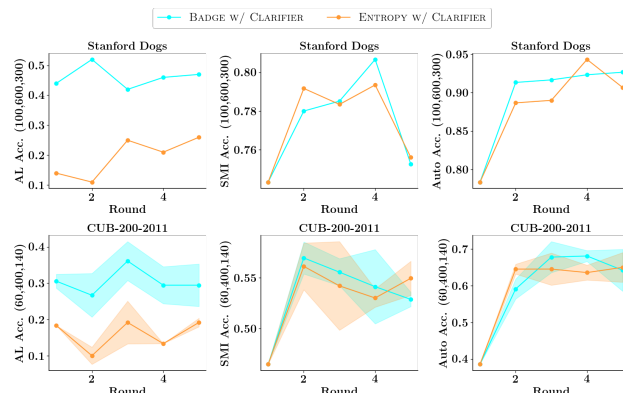 BADGE W/ CLARIFIER ENTROPY W/ CLARIFIER
Stanford Dogs Stanford Dogs Stanford Dogs
AL Acc. (100,600,300)
0.5
0.4
0.3
0.2
0.1
2 4
Round
SMI Acc. (100,600,300)
0.80
0.78
0.76
2 4
Round
Auto Acc. (100,600,300)
0.95
0.90
0.85
0.80
2 4
Round
CUB-200-2011 CUB-200-2011 CUB-200-2011
AL Acc. (60,400,140)
0.4
0.3
0.2
0.1
2 4
Round
SMI Acc. (60,400,140)
0.55
0.50
2 4
Round
Auto Acc. (60,400,140)
0.7
0.6
0.5
0.4
2 4
Round